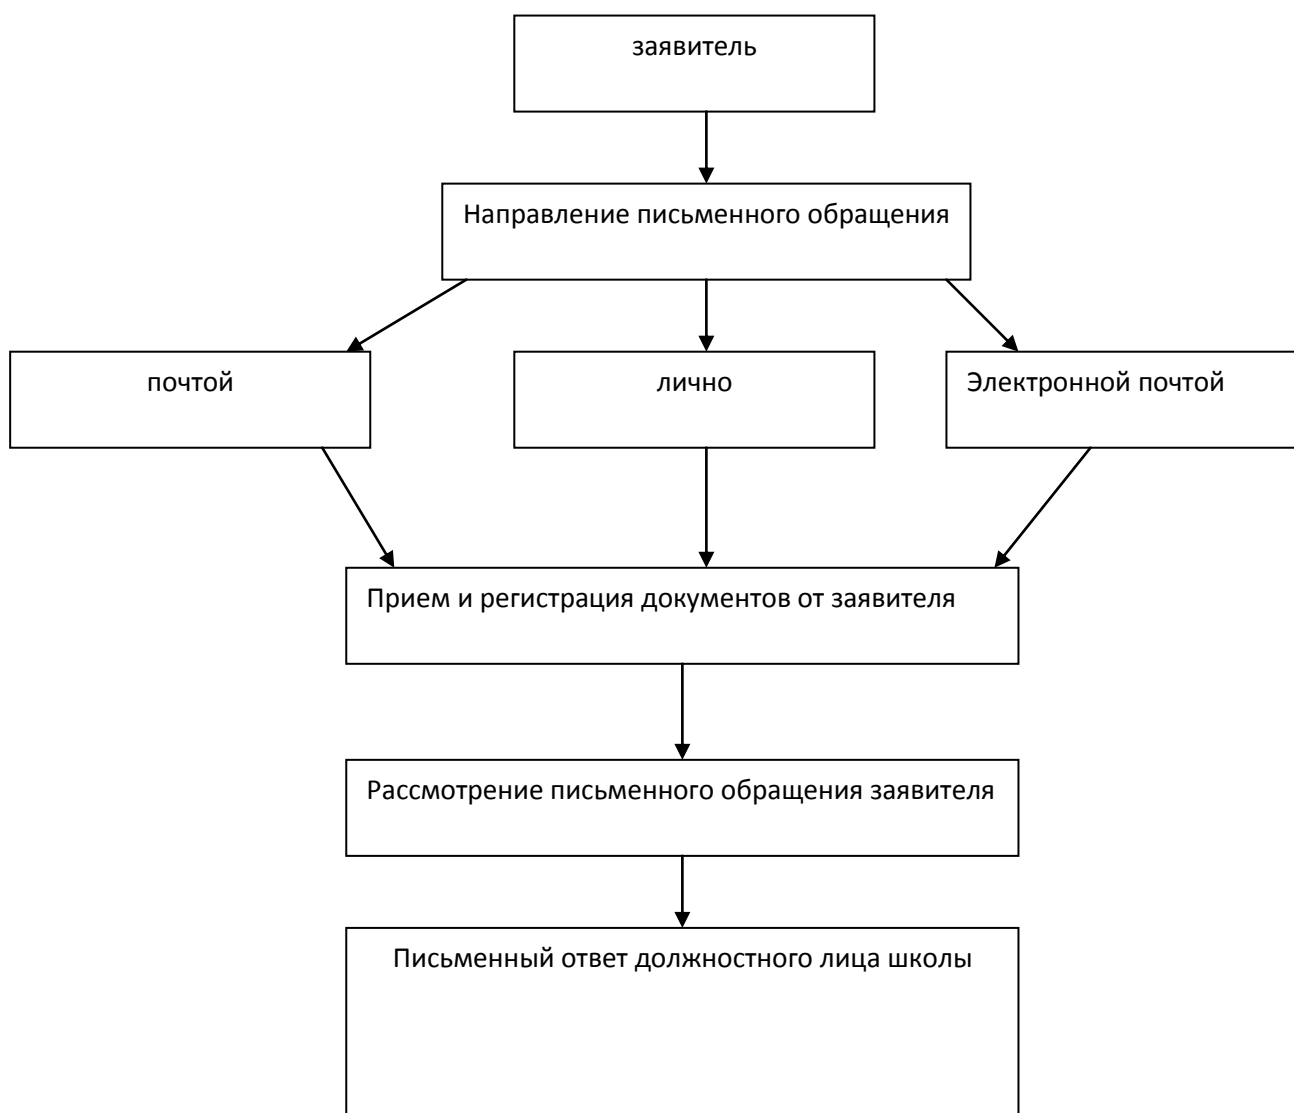 заявитель
Направление письменного обращения
почтой
лично
Электронной почтой
Прием и регистрация документов от заявителя
Рассмотрение письменного обращения заявителя
Письменный ответ должностного лица школы